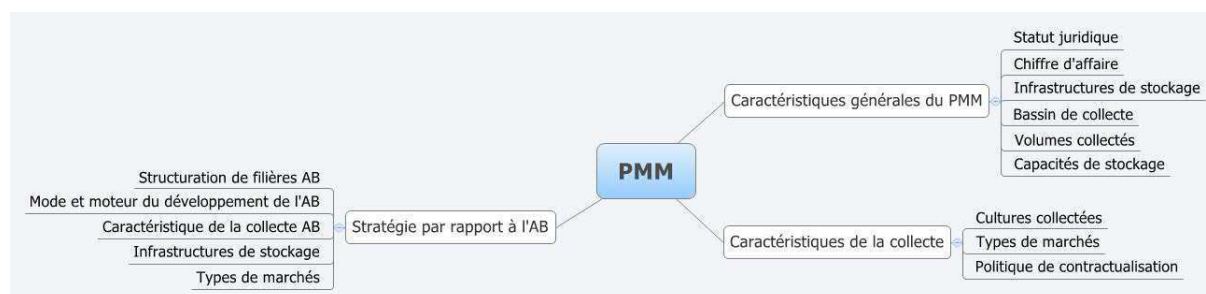 PMM
Caractéristiques générales du PMM
Statut juridique
Chiffre d'affaire
Infrastructures de stockage
Bassin de collecte
Volumes collectés
Capacités de stockage
Caractéristiques de la collecte
Cultures collectées
Types de marchés
Politique de contractualisation
Stratégie par rapport à l'AB
Structuration de filières AB
Mode et moteur du développement de l'AB
Caractéristique de la collecte AB
Infrastructures de stockage
Types de marchés